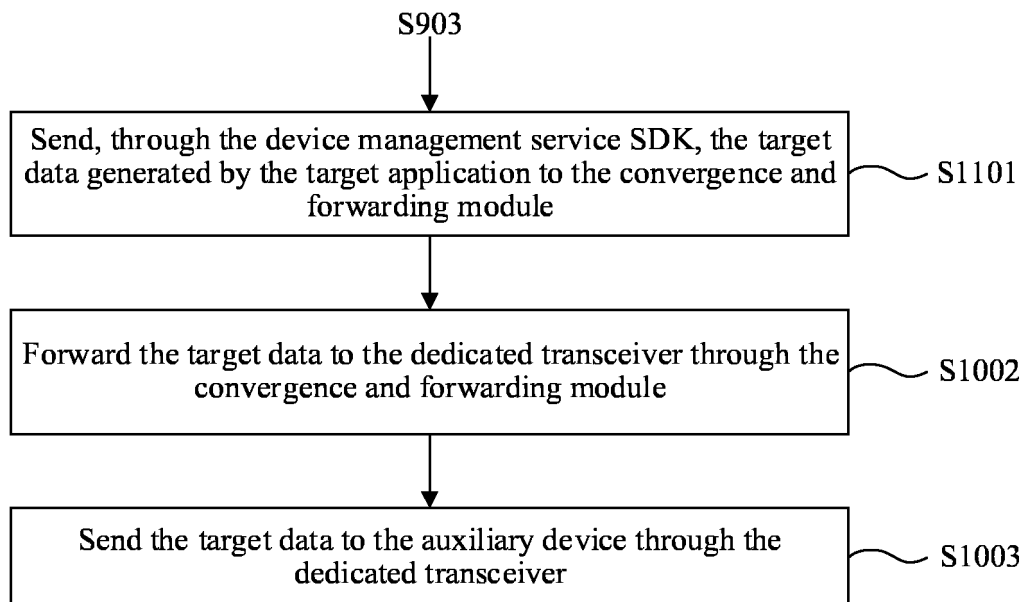 S903
Send, through the device management service SDK, the target
data generated by the target application to the convergence and
forwarding module
S1101
Forward the target data to the dedicated transceiver through the
convergence and forwarding module
S1002
Send the target data to the auxiliary device through the
dedicated transceiver
S1003